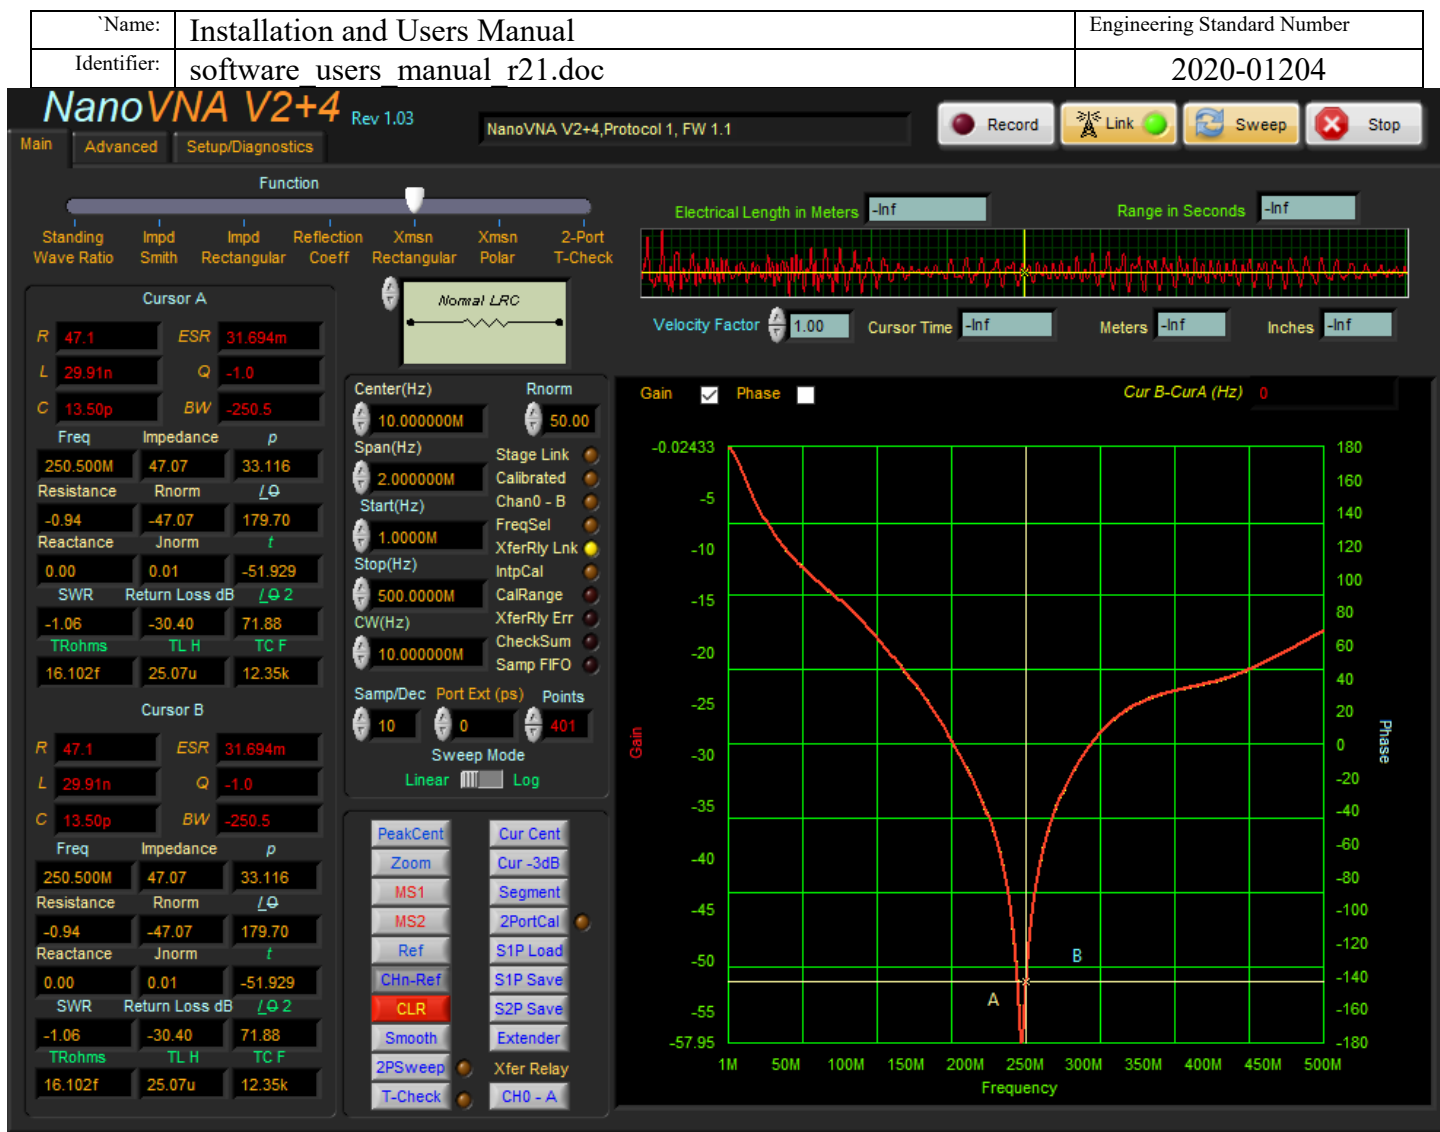 `Name: Installation and Users Manual Engineering Standard Number
Identifier: software_users_manual_r21.doc 2020-01204
NanoVNA V2+4 Rev 1.03
NanoVNA V2+4,Protocol 1, FW 1.1
Record Link Sweep Stop
Main Advanced Setup/Diagnostics
Function
Standing Wave Ratio
Impd Smith
Impd Rectangular
Reflection Coeff
Xmsn Rectangular
Xmsn Polar
2-Port T-Check
Electrical Length in Meters -Inf Range in Seconds -Inf
Velocity Factor 1.00 Cursor Time -Inf Meters -Inf Inches -Inf
Normal LRC
Cursor A
R 47.1 ESR 31.694m
L 29.91n Q -1.0
C 13.50p BW -250.5
Freq Impedance p
250.500M 47.07 33.116
Resistance Rnorm /O
-0.94 -47.07 179.70
Reactance Jnorm t
0.00 0.01 -51.929
SWR Return Loss dB /O 2
-1.06 -30.40 71.88
TRohms TL H TC F
16.102f 25.07u 12.35k
Cursor B
R 47.1 ESR 31.694m
L 29.91n Q -1.0
C 13.50p BW -250.5
Freq Impedance p
250.500M 47.07 33.116
Resistance Rnorm /O
-0.94 -47.07 179.70
Reactance Jnorm t
0.00 0.01 -51.929
SWR Return Loss dB /O 2
-1.06 -30.40 71.88
TRohms TL H TC F
16.102f 25.07u 12.35k
Center(Hz) Rnorm
10.000000M 50.00
Span(Hz)
2.000000M
Start(Hz)
1.0000M
Stop(Hz)
500.0000M
CW(Hz)
10.000000M
Stage Link
Calibrated
Chan0 - B
FreqSel
XferRly Lnk
IntpCal
CalRange
XferRly Err
CheckSum
Samp FIFO
Samp/Dec Port Ext (ps) Points
10 0 401
Sweep Mode
Linear Log
PeakCent Cur Cent
Zoom Cur -3dB
MS1 Segment
MS2 2PortCal
Ref S1P Load
CHn-Ref S1P Save
CLR S2P Save
Smooth Extender
2PSweep Xfer Relay
T-Check CH0 - A
Gain Phase Cur B-CurA (Hz) 0
-0.02433
-5
-10
-15
-20
-25
-30
-35
-40
-45
-50
-55
-57.95
Gain
A
B
180
160
140
120
100
80
60
40
20
0
-20
-40
-60
-80
-100
-120
-140
-160
-180
Phase
1M 50M 100M 150M 200M 250M 300M 350M 400M 450M 500M
Frequency